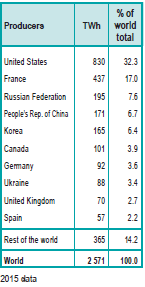 Producers TWh % of world total
United States 830 32.3
France 437 17.0
Russian Federation 195 7.6
People's Rep. of China 171 6.7
Korea 165 6.4
Canada 101 3.9
Germany 92 3.6
Ukraine 88 3.4
United Kingdom 70 2.7
Spain 57 2.2
Rest of the world 365 14.2
World 2 571 100.0
2015 data